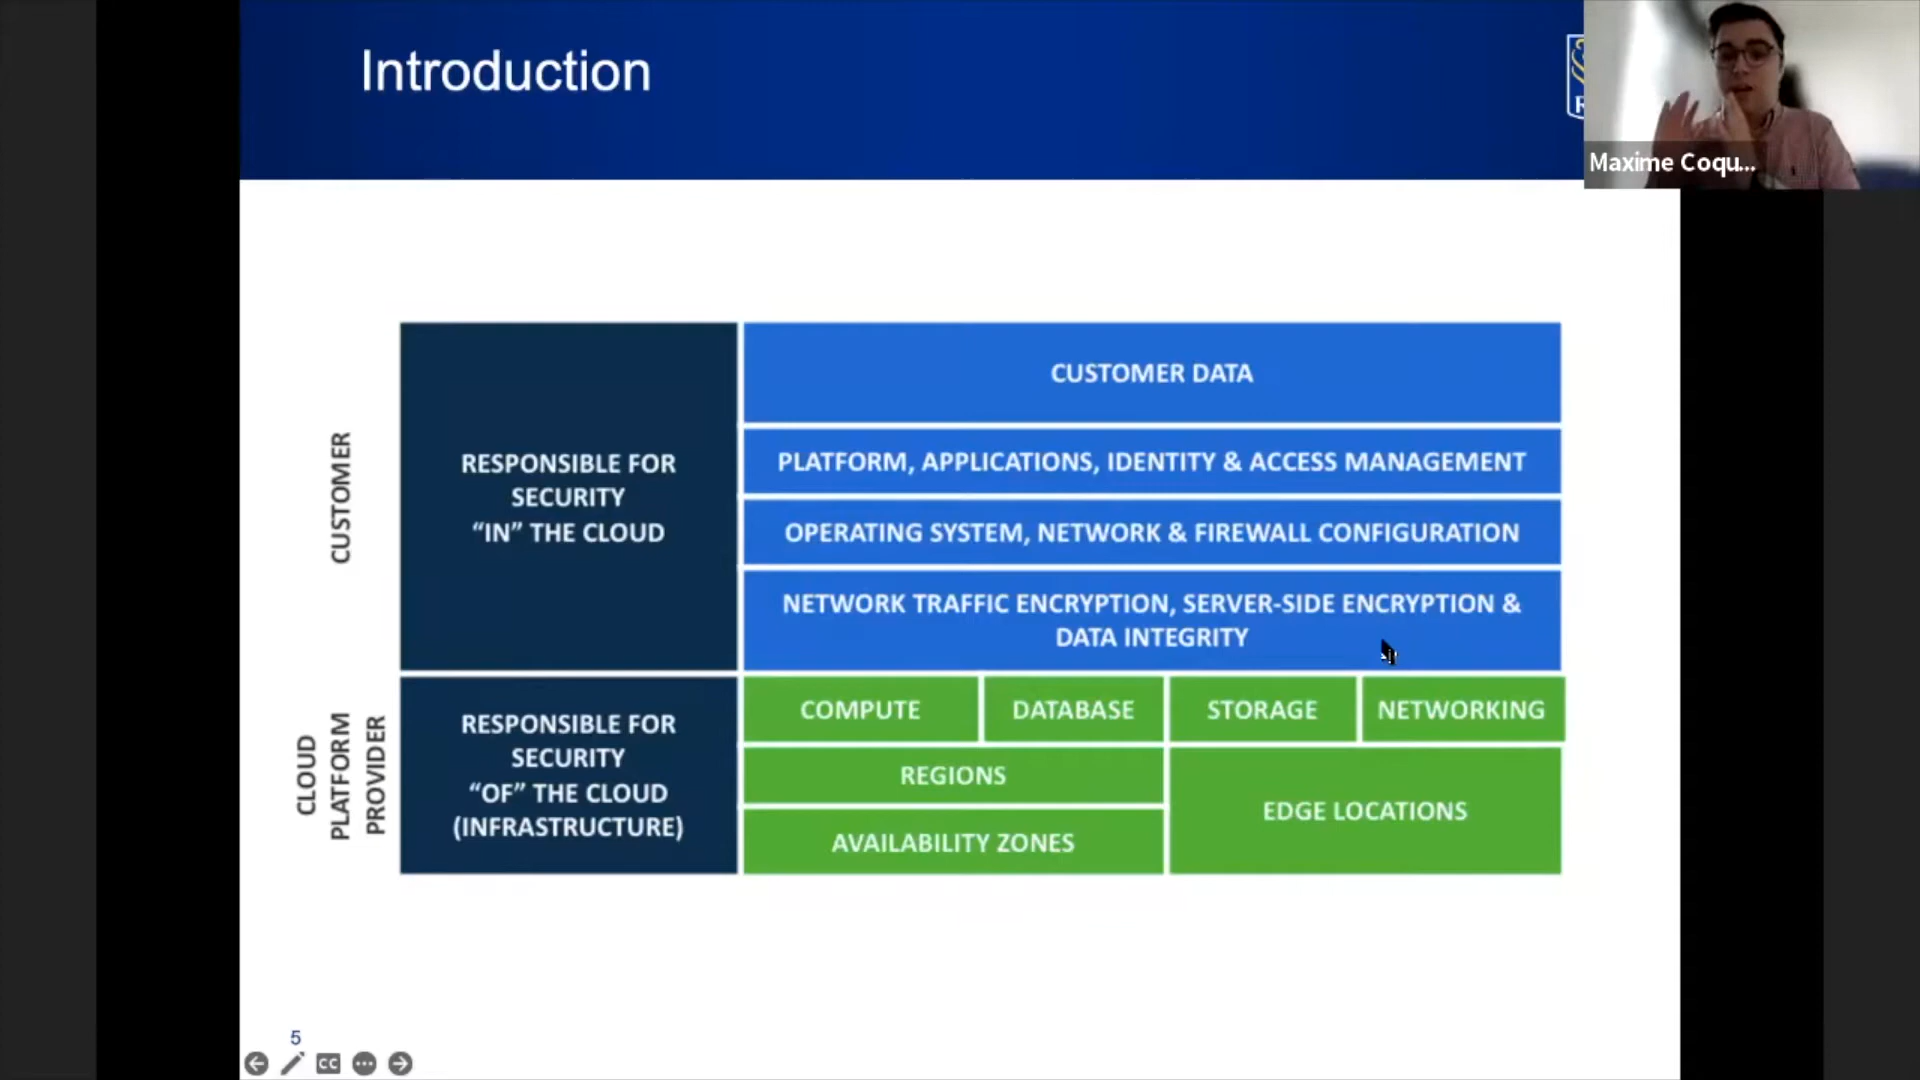 Introduction
R
Maxime Coqu...
CUSTOMER
RESPONSIBLE FOR
SECURITY
“IN” THE CLOUD
CUSTOMER DATA
PLATFORM, APPLICATIONS, IDENTITY & ACCESS MANAGEMENT
OPERATING SYSTEM, NETWORK & FIREWALL CONFIGURATION
NETWORK TRAFFIC ENCRYPTION, SERVER-SIDE ENCRYPTION &
DATA INTEGRITY
CLOUD
PLATFORM
PROVIDER
RESPONSIBLE FOR
SECURITY
“OF” THE CLOUD
(INFRASTRUCTURE)
COMPUTE
DATABASE
STORAGE
NETWORKING
REGIONS
EDGE LOCATIONS
AVAILABILITY ZONES
5
CC